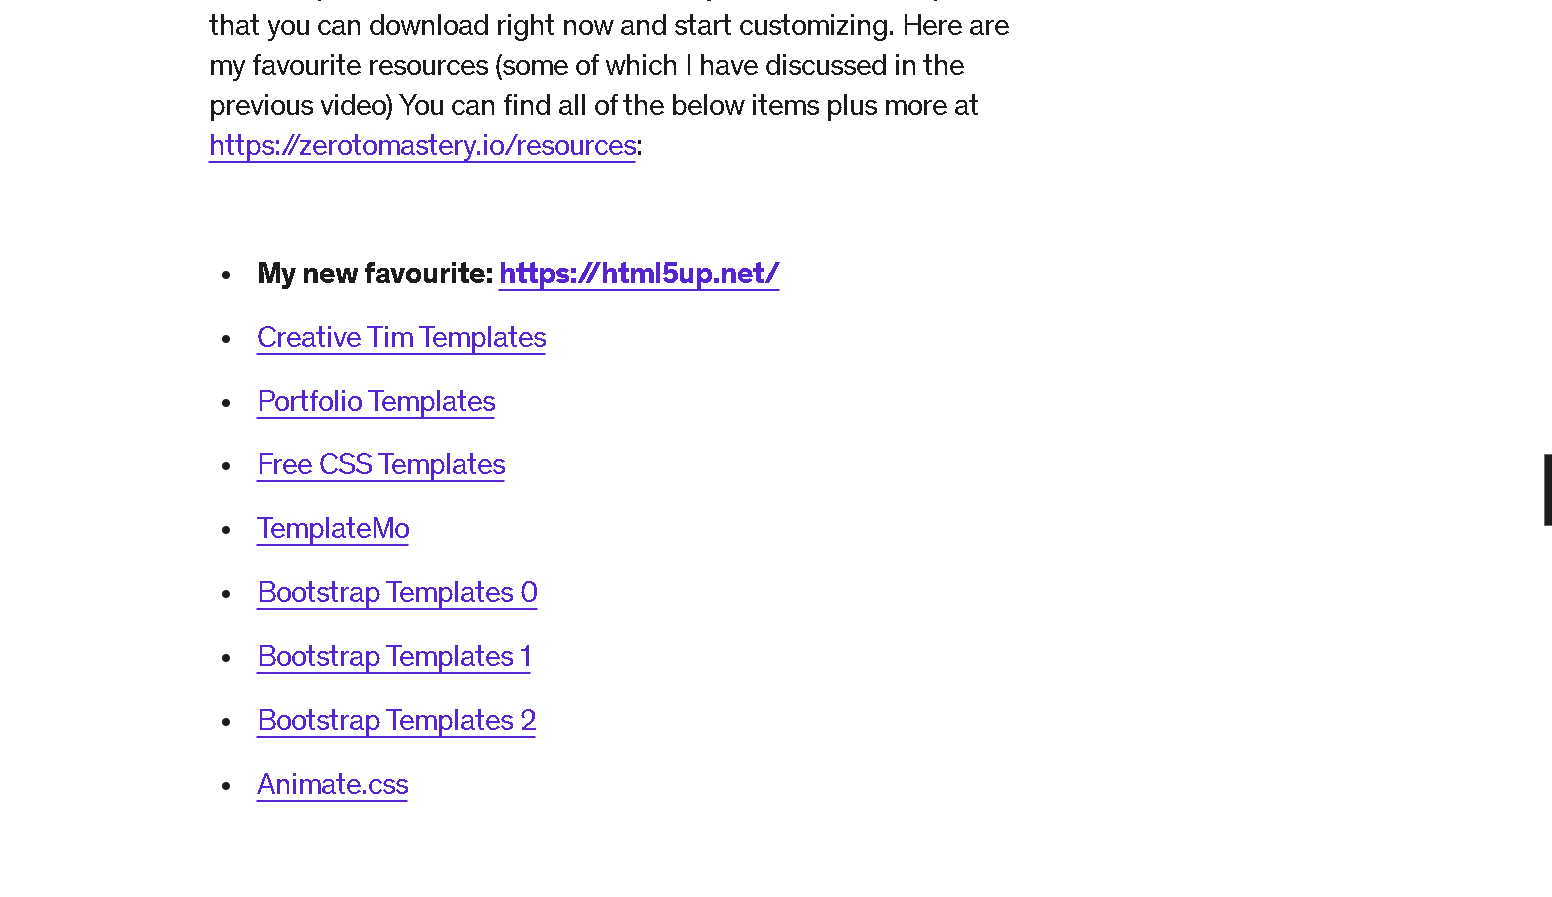 that you can download right now and start customizing. Here are
my favourite resources (some of which I have discussed in the
previous video) You can find all of the below items plus more at
https://zerotomastery.io/resources:
• My new favourite: https://html5up.net/
• Creative Tim Templates
• Portfolio Templates
• Free CSS Templates
• TemplateMo
• Bootstrap Templates 0
• Bootstrap Templates 1
• Bootstrap Templates 2
• Animate.css